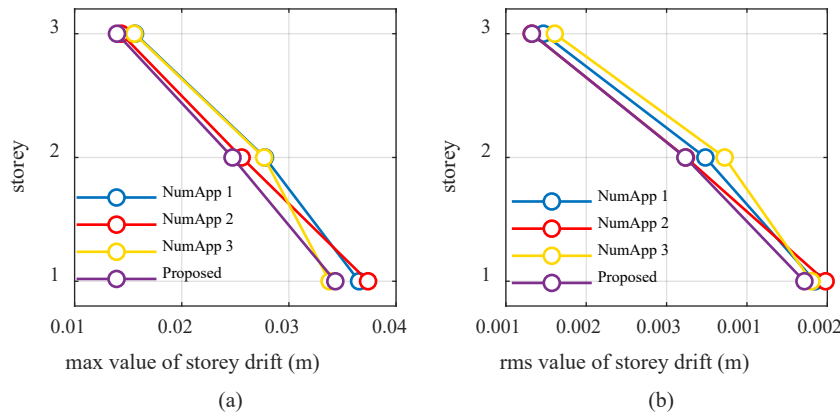 3
2
1
storey
NumApp 1
NumApp 2
NumApp 3
Proposed
0.01
0.02
0.03
0.04
max value of storey drift (m)
(a)
3
2
1
storey
NumApp 1
NumApp 2
NumApp 3
Proposed
0.001
0.002
0.003
0.001
0.002
rms value of storey drift (m)
(b)